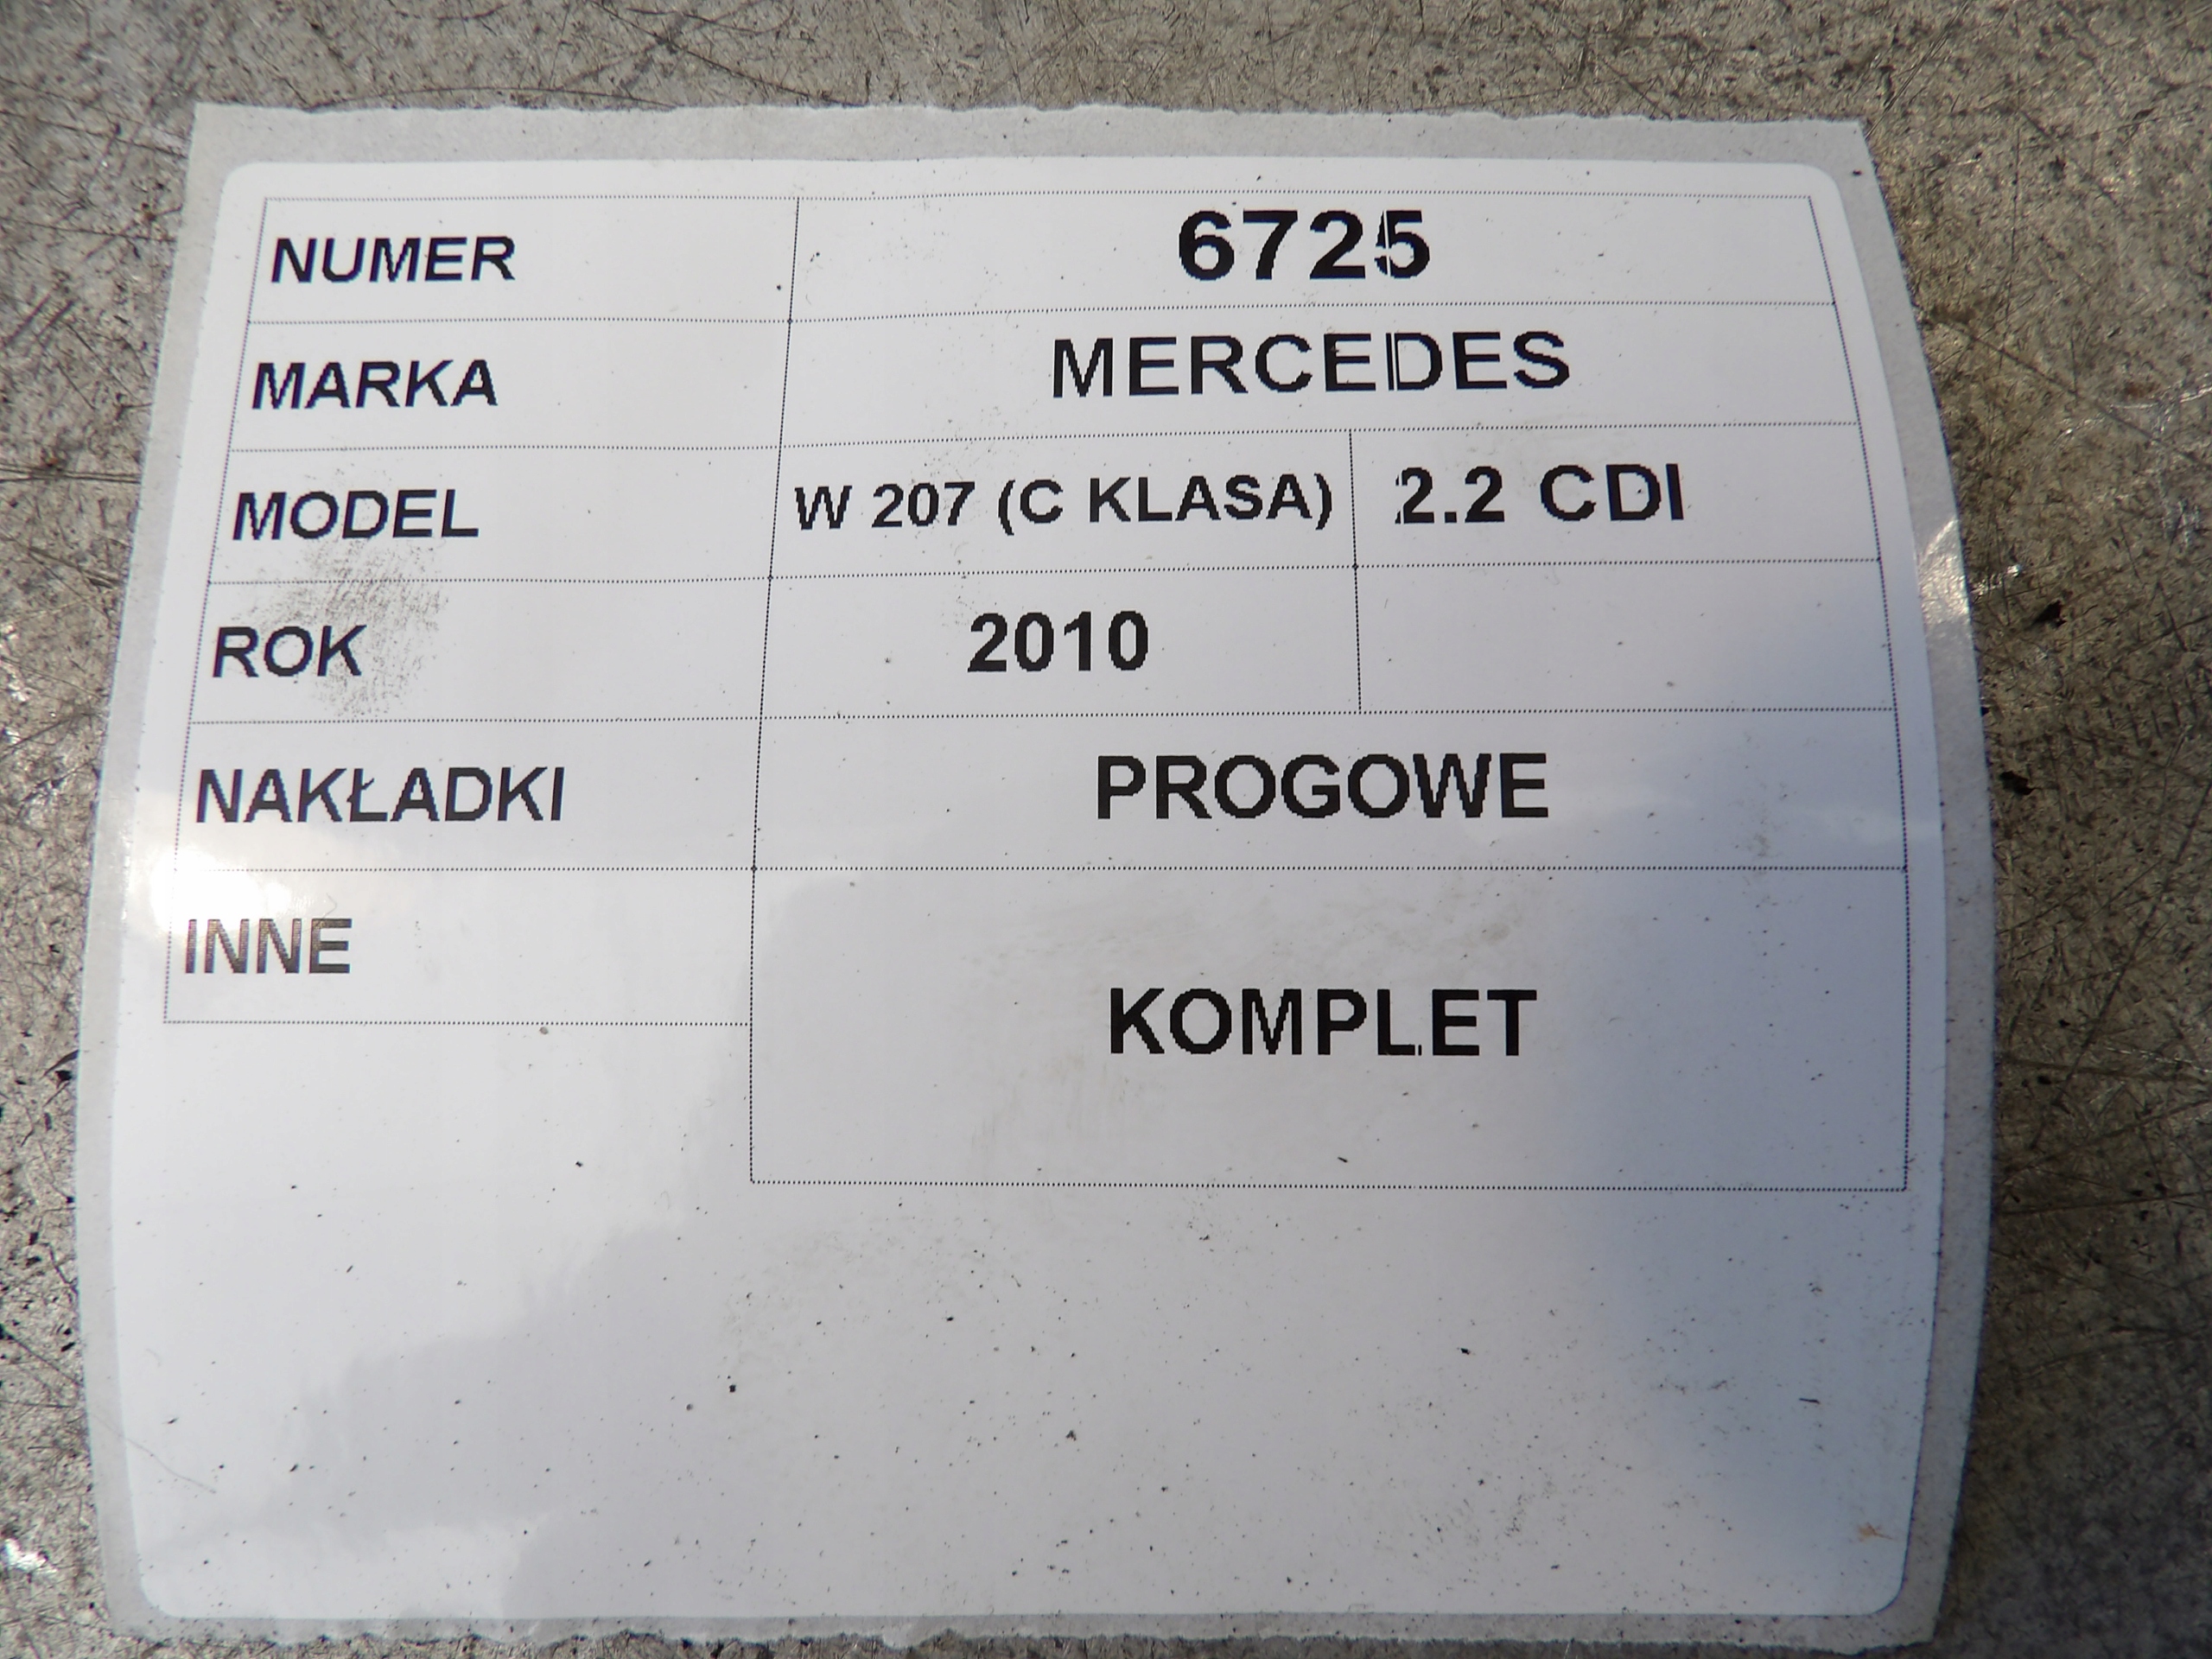 NUMER 6725
MARKA MERCEDES
MODEL W 207 (C KLASA) 2.2 CDI
ROK 2010
NAKŁADKI PROGOWE
INNE
KOMPLET